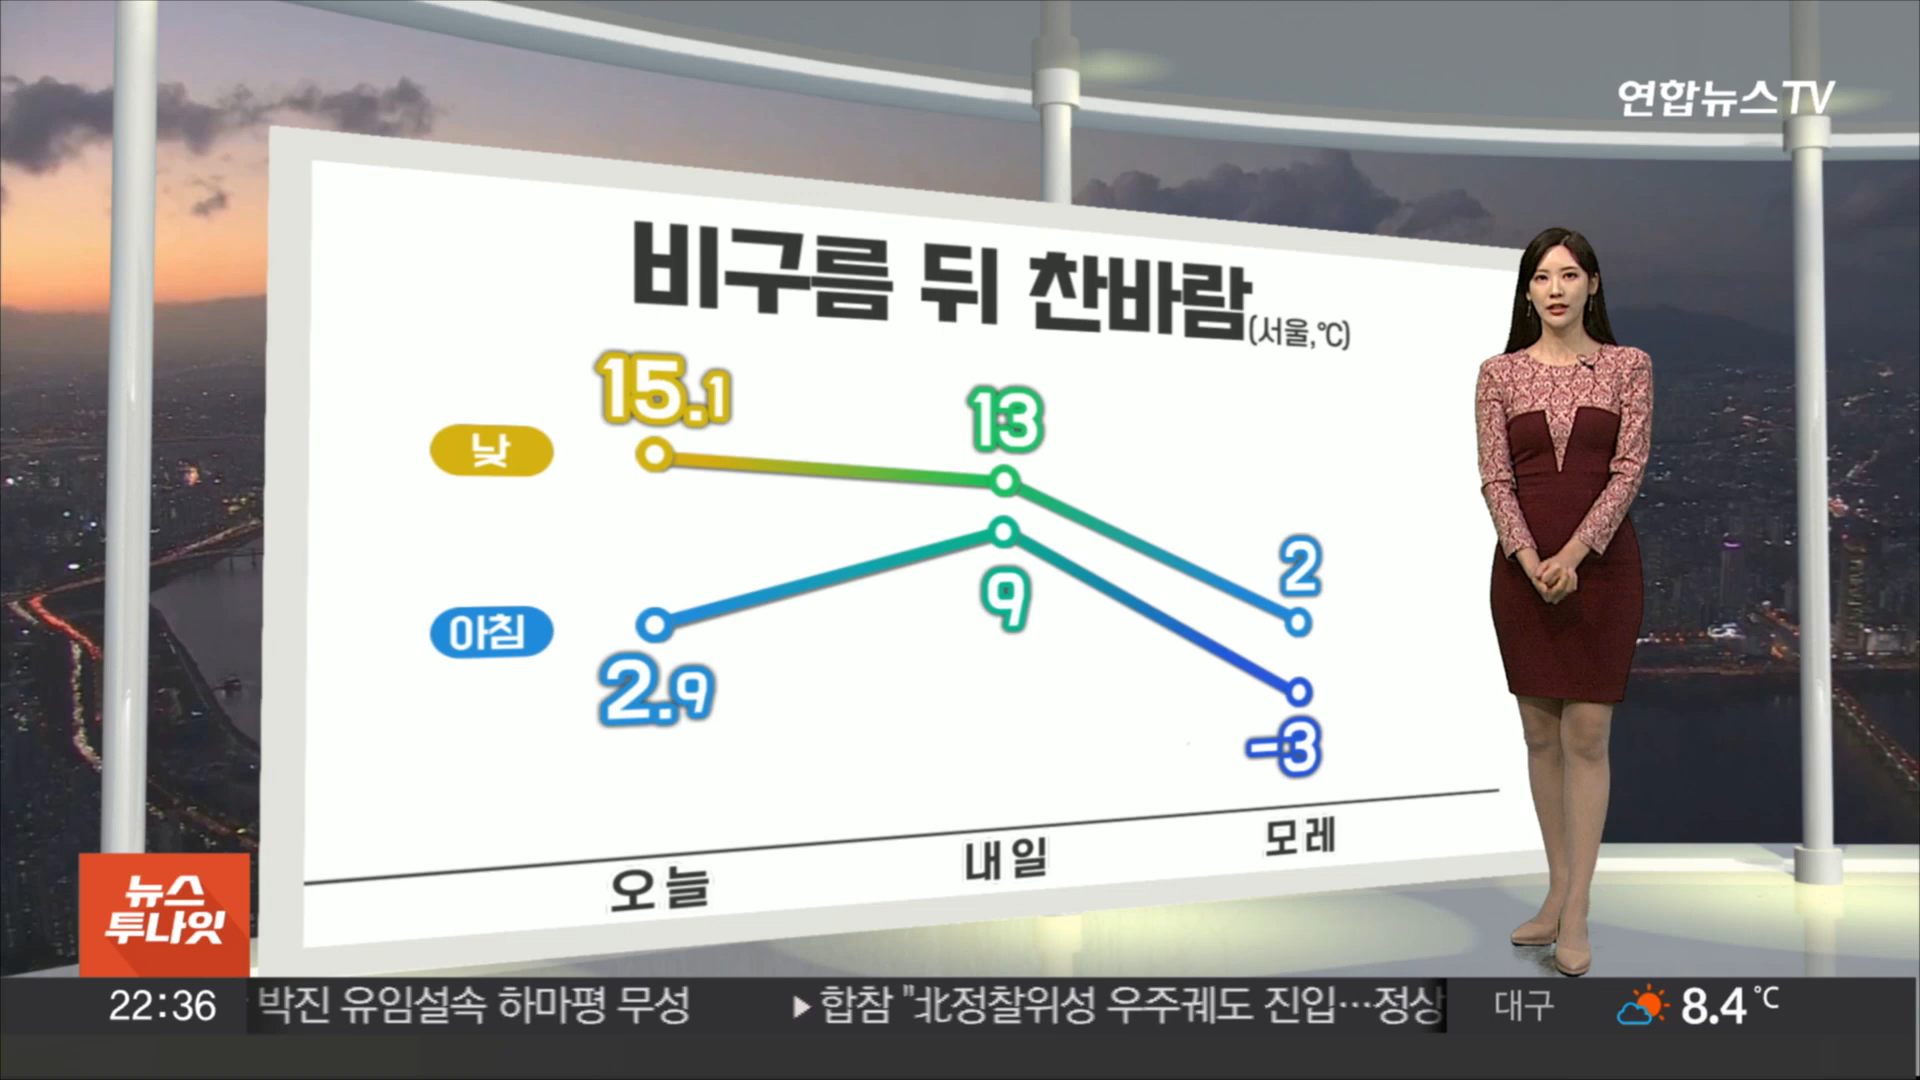 연합뉴스TV
비구름 뒤 찬바람(서울,℃)
15.1
13
낮
2
9
아침
2.9
-3
오늘
내일
모레
뉴스
투나잇
22:36
박진 유임설속 하마평 무성 ▶합참 "北정찰위성 우주궤도 진입…정상
대구
8.4℃